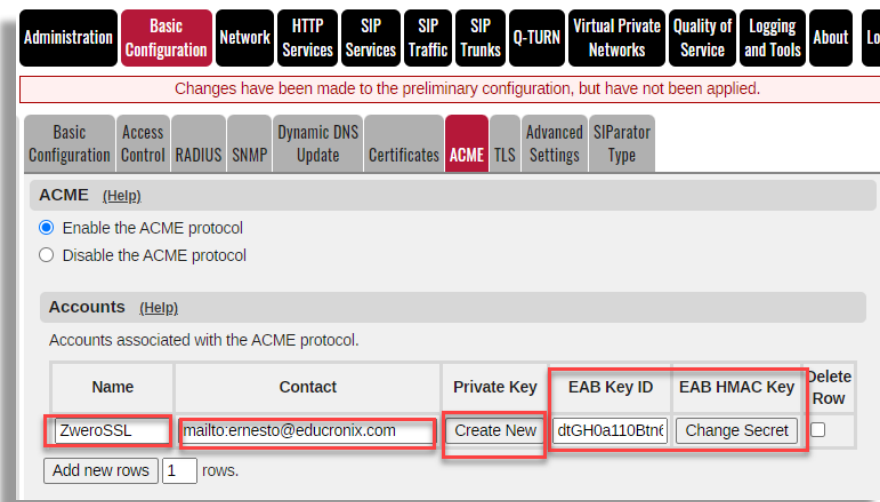 Administration
Basic
Configuration
Network
HTTP
Services
SIP
Services
SIP
Traffic
SIP
Trunks
Q-TURN
Virtual Private
Networks
Quality of
Service
Logging
and Tools
About
Lo
Changes have been made to the preliminary configuration, but have not been applied.
Basic
Configuration
Access
Control
RADIUS
SNMP
Dynamic DNS
Update
Certificates
ACME
TLS
Advanced
Settings
SIParator
Type
ACME (Help)
Enable the ACME protocol
Disable the ACME protocol
Accounts (Help)
Accounts associated with the ACME protocol.
Name
Contact
Private Key
EAB Key ID
EAB HMAC Key
Delete
Row
ZweroSSL
mailto:ernesto@educronix.com
Create New
dtGH0a110Btn6
Change Secret
Add new rows 1 rows.